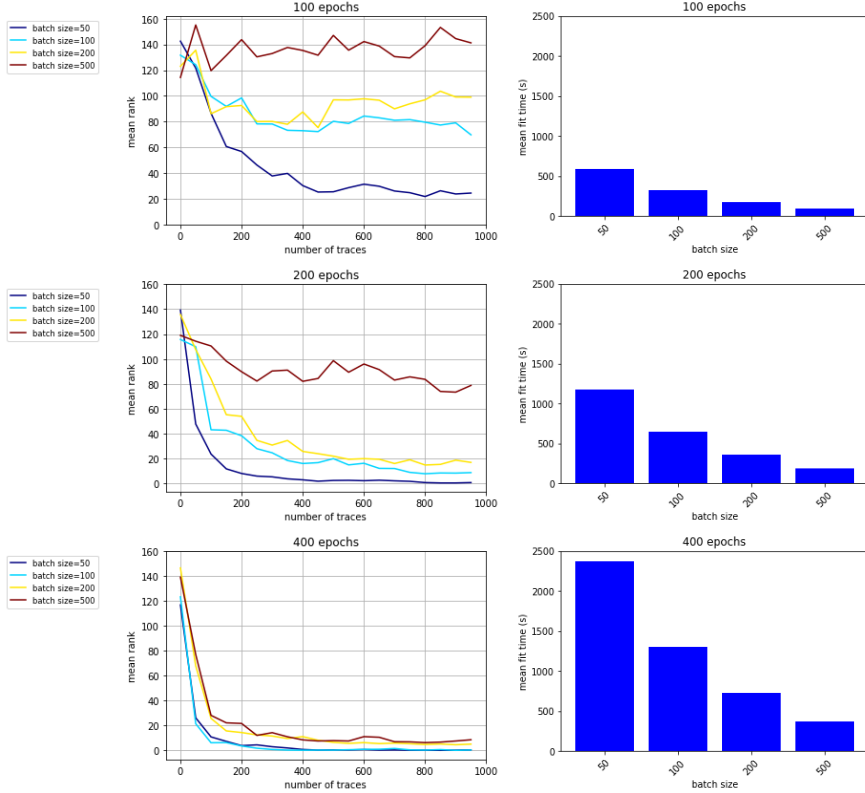 100 epochs
batch size=50
batch size=100
batch size=200
batch size=500
mean rank
160
140
120
100
80
60
40
20
0
0 200 400 600 800 1000
number of traces
100 epochs
mean fit time (s)
2500
2000
1500
1000
500
0
50 100 200 500
batch size
200 epochs
batch size=50
batch size=100
batch size=200
batch size=500
mean rank
160
140
120
100
80
60
40
20
0
0 200 400 600 800 1000
number of traces
200 epochs
mean fit time (s)
2500
2000
1500
1000
500
0
50 100 200 500
batch size
400 epochs
batch size=50
batch size=100
batch size=200
batch size=500
mean rank
160
140
120
100
80
60
40
20
0
0 200 400 600 800 1000
number of traces
400 epochs
mean fit time (s)
2500
2000
1500
1000
500
0
50 100 200 500
batch size